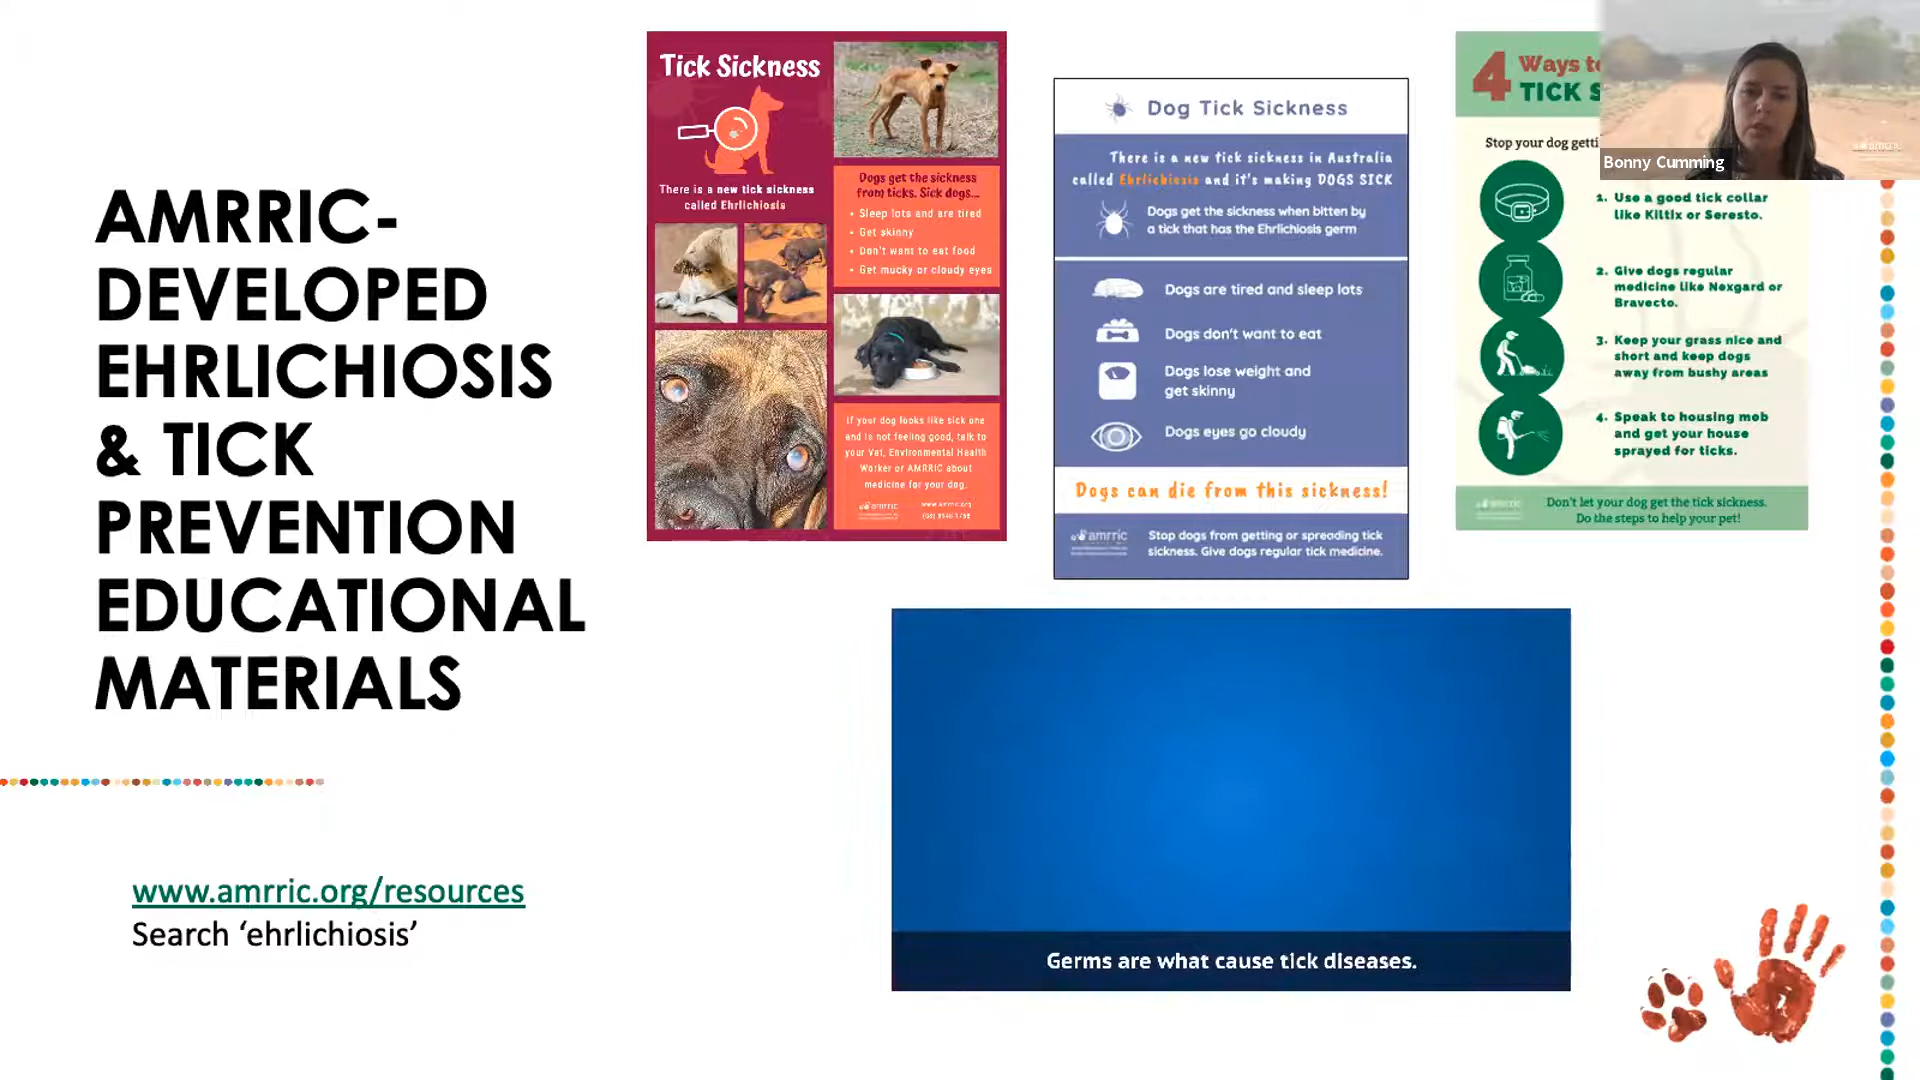 AMRRIC-
DEVELOPED
EHRLICHIOSIS
& TICK
PREVENTION
EDUCATIONAL
MATERIALS
www.amrric.org/resources
Search ‘ehrlichiosis’
Tick Sickness
There is a new tick sickness
called Ehrlichiosis
Dogs get the sickness
from ticks. Sick dogs...
• Sleep lots and are tired
• Get skinny
• Don't want to eat food
• Get mucky or cloudy eyes
If your dog looks like sick one
and is not feeling good, talk to
your Vet, Environmental Health
Worker or AMRRIC about
medicine for your dog.
amrric
www.amrric.org
Dog Tick Sickness
There is a new tick sickness in Australia
called Ehrlichiosis and it's making DOGS SICK
Dogs get the sickness when bitten by
a tick that has the Ehrlichiosis germ
Dogs are tired and sleep lots
Dogs don't want to eat
Dogs lose weight and
get skinny
Dogs eyes go cloudy
Dogs can die from this sickness!
amrric
Stop dogs from getting or spreading tick
sickness. Give dogs regular tick medicine.
4 Ways to
TICK S
Stop your dog getti
1. Use a good tick collar
like Kiltix or Seresto.
2. Give dogs regular
medicine like Nexgard or
Bravecto.
3. Keep your grass nice and
short and keep dogs
away from bushy areas
4. Speak to housing mob
and get your house
sprayed for ticks.
amrric
Don't let your dog get the tick sickness.
Do the steps to help your pet!
Bonny Cumming
Germs are what cause tick diseases.